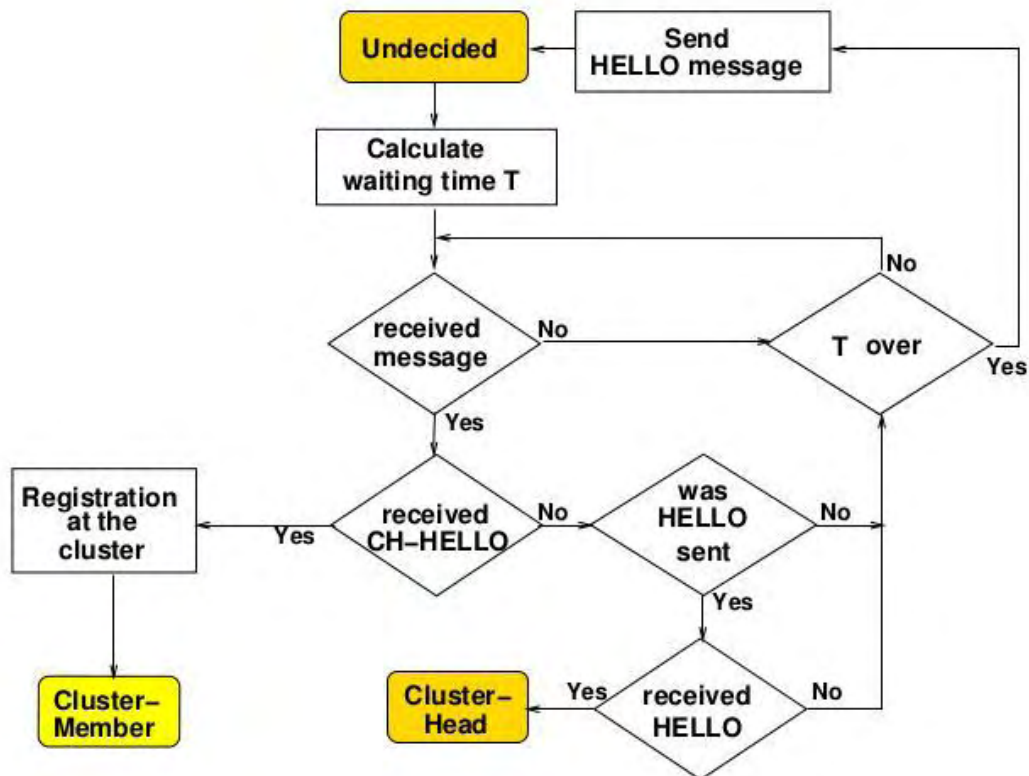 Undecided
Send
HELLO message
Calculate
waiting time T
No
received
message
No
T over
Yes
Yes
Registration
at the
cluster
Yes
received
CH–HELLO
No
was
HELLO
sent
No
Yes
Cluster–
Member
Cluster–
Head
Yes
received
HELLO
No